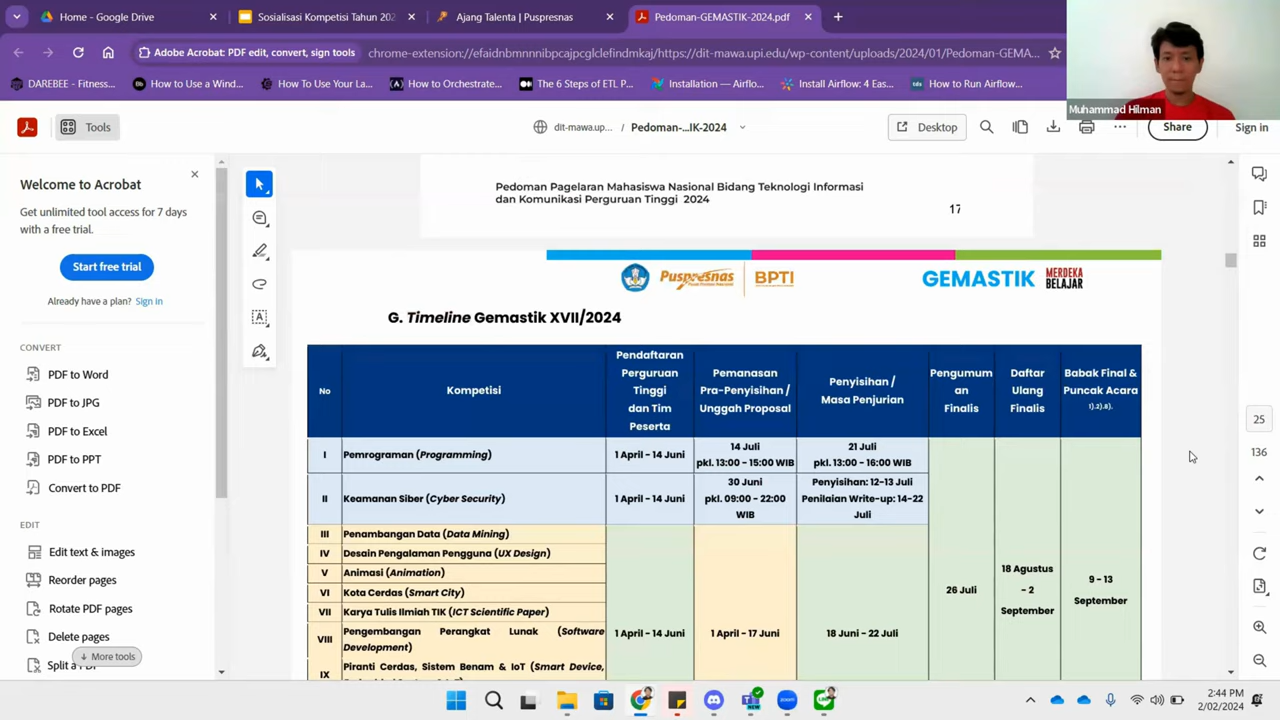 Home - Google Drive
Sosialisasi Kompetisi Tahun 202
Ajang Talenta | Puspresnas
Pedoman-GEMASTIK-2024.pdf
Adobe Acrobat: PDF edit, convert, sign tools
chrome-extension://efaidnbmnnnibpcajpcglclefindmkaj/https://dit-mawa.upi.edu/wp-content/uploads/2024/01/Pedoman-GEMA...
DAREBEE - Fitness...
How to Use a Wind...
How To Use Your La...
How to Orchestrate...
The 6 Steps of ETL P...
Installation — Airflo...
Install Airflow: 4 Eas...
How to Run Airflow...
Muhammad Hilman
Tools
dit-mawa.up... / Pedoman-...IK-2024
Desktop
Share
Sign in
Welcome to Acrobat
Get unlimited tool access for 7 days
with a free trial.
Start free trial
Already have a plan? Sign in
CONVERT
PDF to Word
PDF to JPG
PDF to Excel
PDF to PPT
Convert to PDF
EDIT
Edit text & images
Reorder pages
Rotate PDF pages
Delete pages
More tools
Pedoman Pagelaran Mahasiswa Nasional Bidang Teknologi Informasi
dan Komunikasi Perguruan Tinggi 2024
17
Puspresnas
BPTI
GEMASTIK
MERDEKA
BELAJAR
G. Timeline Gemastik XVII/2024
No
Kompetisi
Pendaftaran
Perguruan
Tinggi
dan Tim
Peserta
Pemanasan
Pra-Penyisihan /
Unggah Proposal
Penyisihan /
Masa Penjurian
Pengumum
an
Finalis
Daftar
Ulang
Finalis
Babak Final &
Puncak Acara
1).2).8).
I
Pemrograman (Programming)
1 April - 14 Juni
14 Juli
pkl. 13:00 - 15:00 WIB
21 Juli
pkl. 13:00 - 16:00 WIB
II
Keamanan Siber (Cyber Security)
1 April - 14 Juni
30 Juni
pkl. 09:00 - 22:00
WIB
Penyisihan: 12-13 Juli
Penilaian Write-up: 14-22
Juli
III Penambangan Data (Data Mining)
IV Desain Pengalaman Pengguna (UX Design)
V Animasi (Animation)
VI Kota Cerdas (Smart City)
VII Karya Tulis Ilmiah TIK (ICT Scientific Paper)
VIII Pengembangan Perangkat Lunak (Software
Development)
IX Piranti Cerdas, Sistem Benam & IoT (Smart Device,
1 April - 14 Juni
1 April - 17 Juni
18 Juni - 22 Juli
26 Juli
18 Agustus
- 2
September
9 - 13
September
25
136
2:44 PM
2/02/2024